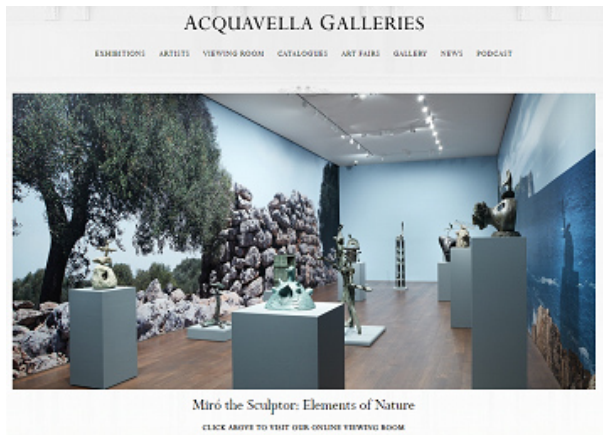 ACQUAVELLA GALLERIES
EXHIBITIONS ARTISTS VIEWING ROOM CATALOGUES ART FAIRS GALLERY NEWS PODCAST
Miró the Sculptor: Elements of Nature
CLICK ABOVE TO VISIT OUR ONLINE VIEWING ROOM